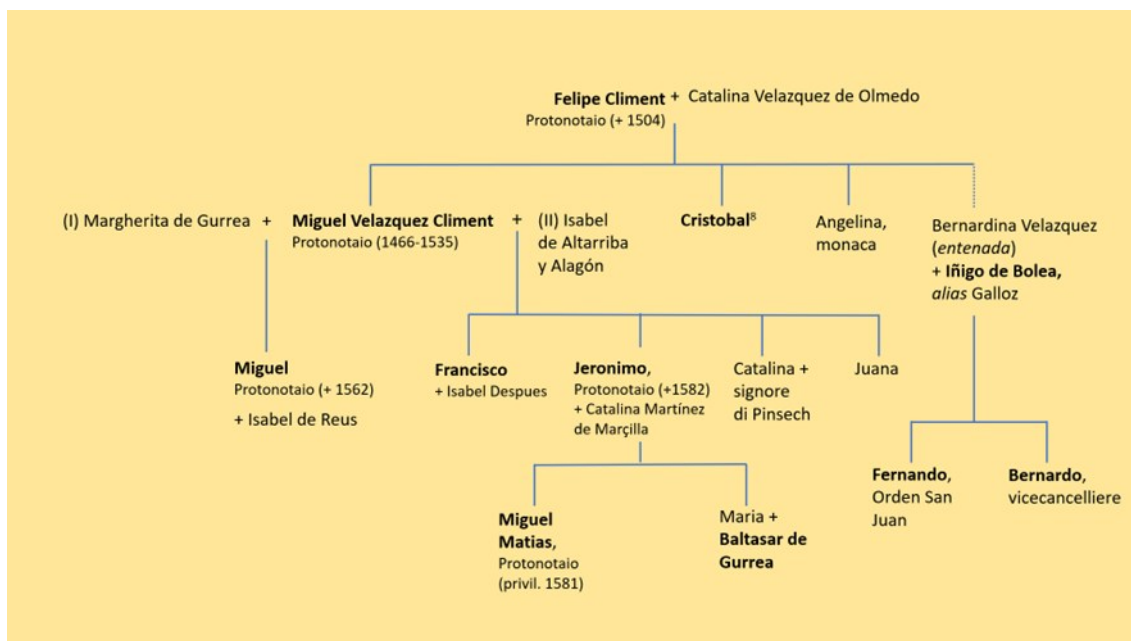 Felipe Climent + Catalina Velazquez de Olmedo
Protonotaio (+ 1504)
(I) Margherita de Gurrea +
Miguel Velazquez Climent +
Protonotaio (1466-1535)
(II) Isabel
de Altarriba
y Alagón
Cristobal⁸
Angelina,
monaca
Bernardina Velazquez
(entenada)
+ Iñigo de Bolea,
alias Galloz
Miguel
Protonotaio (+ 1562)
+ Isabel de Reus
Francisco
+ Isabel Despues
Jeronimo,
Protonotaio (+1582)
+ Catalina Martínez
de Marçilla
Catalina +
signore
di Pinsech
Juana
Fernando,
Orden San
Juan
Bernardo,
vicecancelliere
Miguel
Matias,
Protonotaio
(privil. 1581)
Maria +
Baltasar de
Gurrea